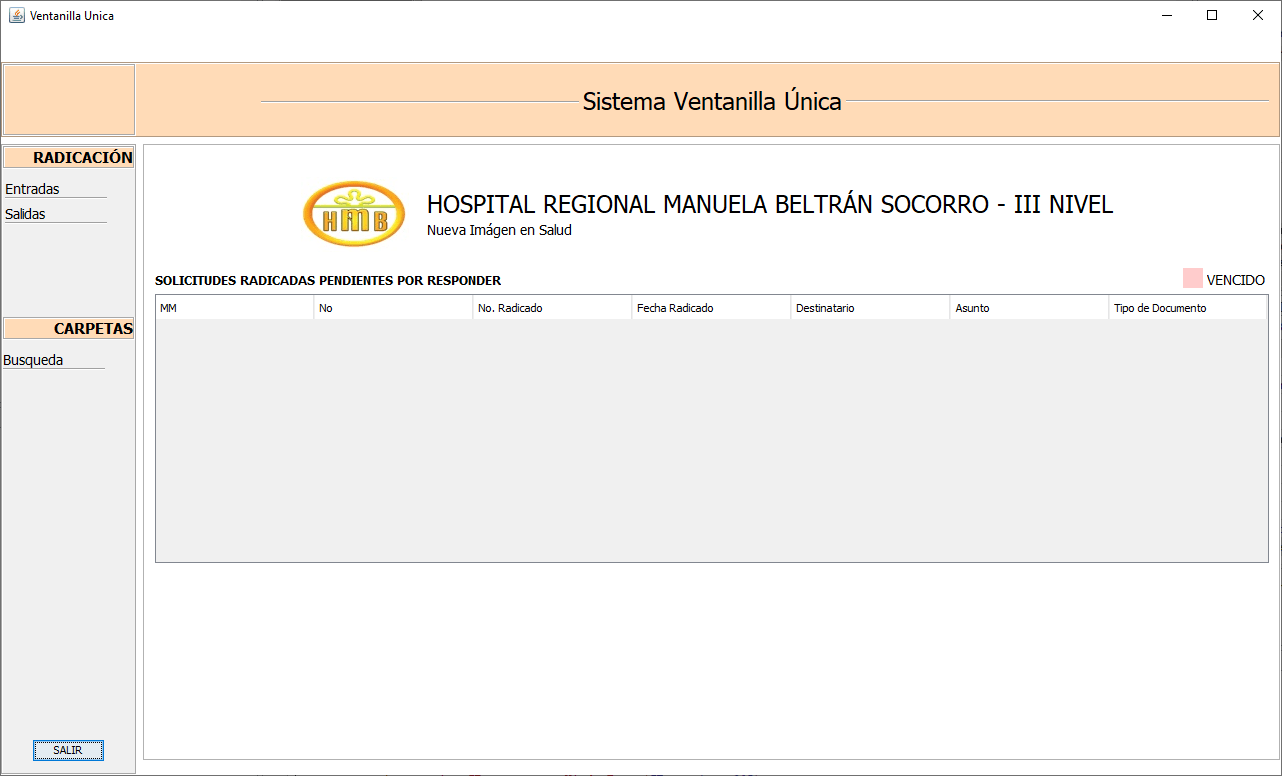 Ventanilla Unica
Sistema Ventanilla Única
RADICACIÓN
Entradas
Salidas
CARPETAS
Busqueda
SALIR
HMB
HOSPITAL REGIONAL MANUELA BELTRÁN SOCORRO - III NIVEL
Nueva Imágen en Salud
SOLICITUDES RADICADAS PENDIENTES POR RESPONDER
VENCIDO
MM No No. Radicado Fecha Radicado Destinatario Asunto Tipo de Documento